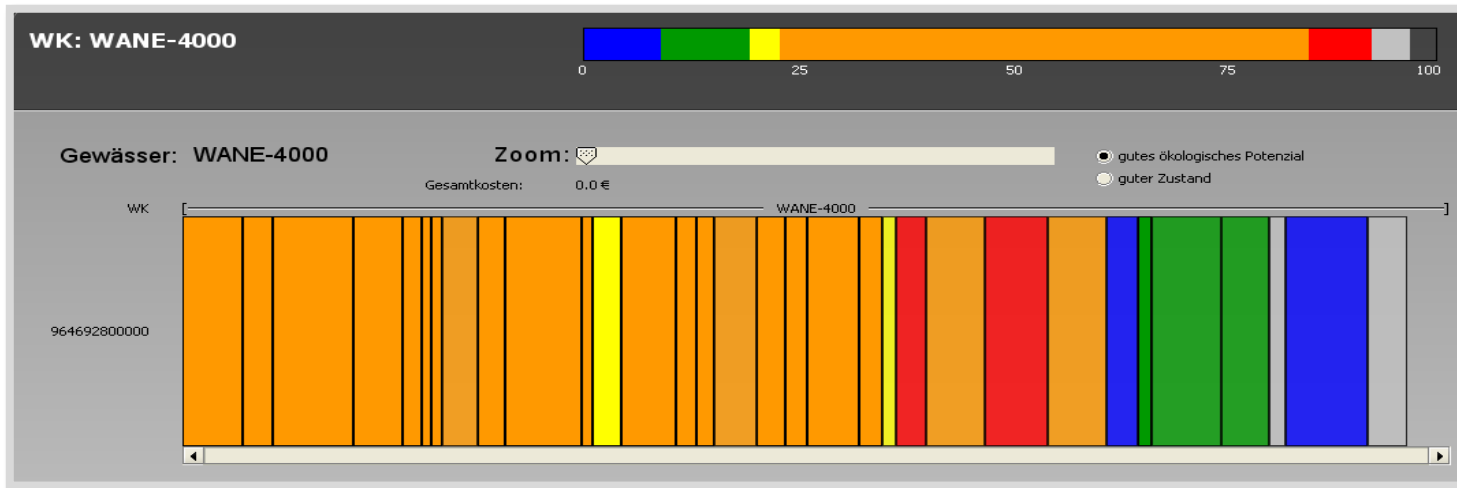 WK: WANE-4000
0 25 50 75 100
Gewässer: WANE-4000 Zoom:
gutes ökologisches Potenzial
Gesamtkosten: 0.0 € guter Zustand
WK [ WANE-4000 ]
964692800000